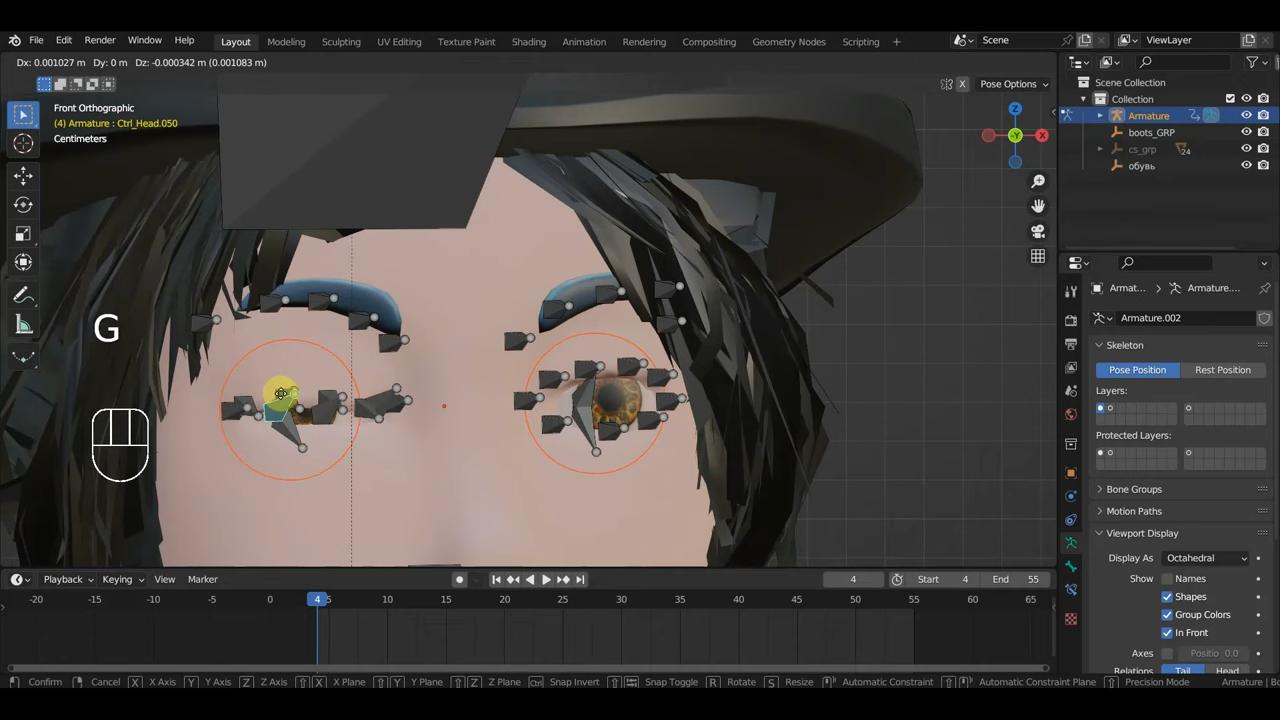 File Edit Render Window Help Layout Modeling Sculpting UV Editing Texture Paint Shading Animation Rendering Compositing Geometry Nodes Scripting + Scene ViewLayer
Dx: 0.001027 m Dy: 0 m Dz: -0.000342 m (0.001083 m)
X Pose Options
Scene Collection
Collection
Armature
boots_GRP
cs_grp 24
обувь
Front Orthographic
(4) Armature : Ctrl_Head.050
Centimeters
Z
-Y
X
G
Armat... Armature....
Armature.002
Skeleton
Pose Position Rest Position
Layers:
Protected Layers:
Bone Groups
Motion Paths
Viewport Display
Display As Octahedral
Show Names
Shapes
Group Colors
In Front
Axes Positio 0.0
Relations Tail Head
Playback Keying View Marker 4 Start 4 End 55
-20 -15 -10 -5 0 4 5 10 15 20 25 30 35 40 45 50 55 60 65
Confirm Cancel X X Axis Y Y Axis Z Z Axis X X Plane Y Y Plane Z Z Plane Ctrl Snap Invert Snap Toggle R Rotate S Resize Automatic Constraint Automatic Constraint Plane Precision Mode Armature | Bo